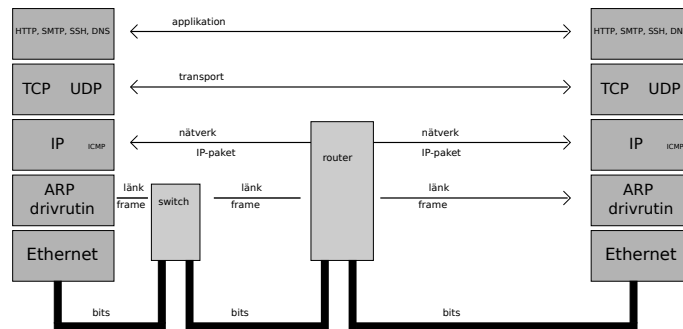 HTTP, SMTP, SSH, DNS
applikation
HTTP, SMTP, SSH, DN
TCP UDP
transport
TCP UDP
IP ICMP
nätverk
IP-paket
router
nätverk
IP-paket
IP ICMP
ARP
drivrutin
länk
frame
switch
länk
frame
länk
frame
ARP
drivrutin
Ethernet
Ethernet
bits
bits
bits